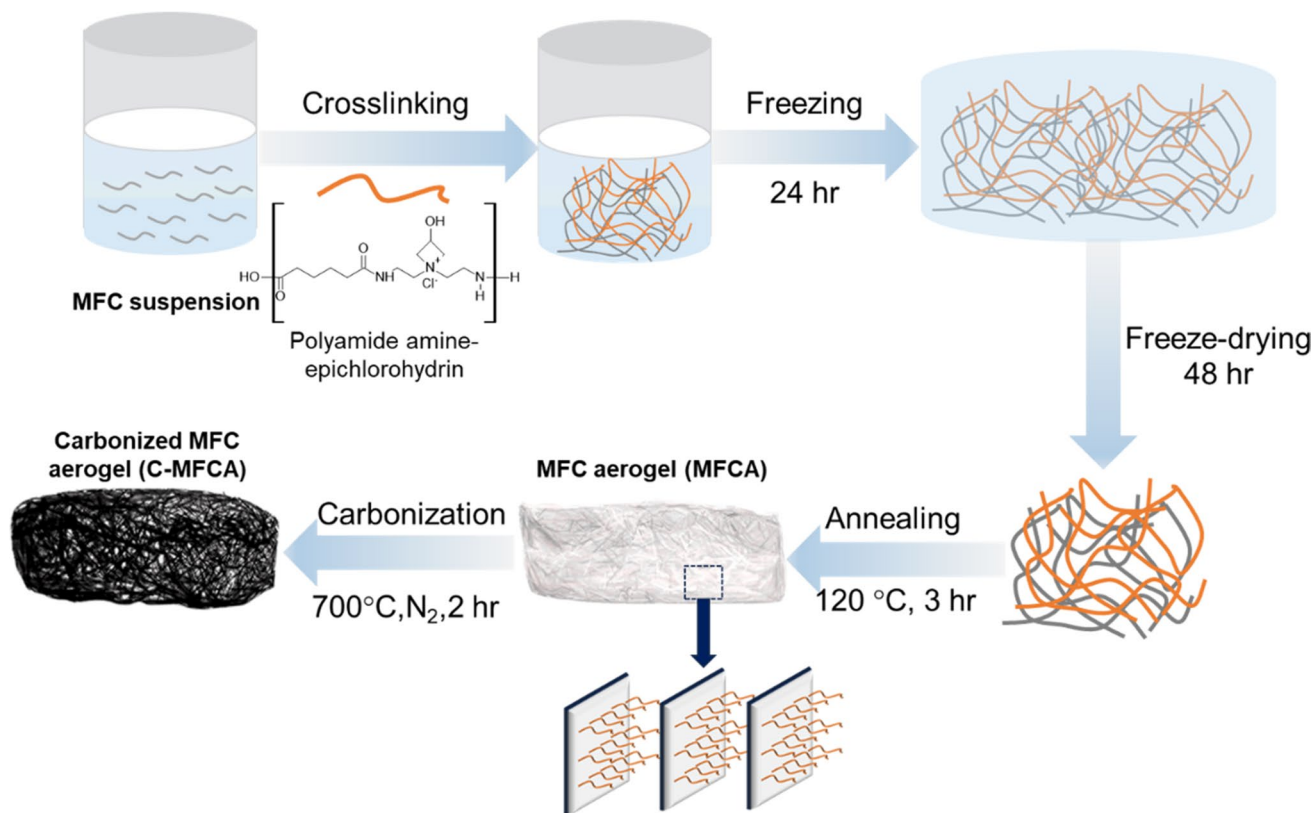 Crosslinking
Freezing
24 hr
MFC suspension
OH
O
HO
O
NH
N+
Cl-
N
H
H
Polyamide amine-
epichlorohydrin
Freeze-drying
48 hr
Annealing
120 °C, 3 hr
MFC aerogel (MFCA)
Carbonization
700°C,N2,2 hr
Carbonized MFC
aerogel (C-MFCA)